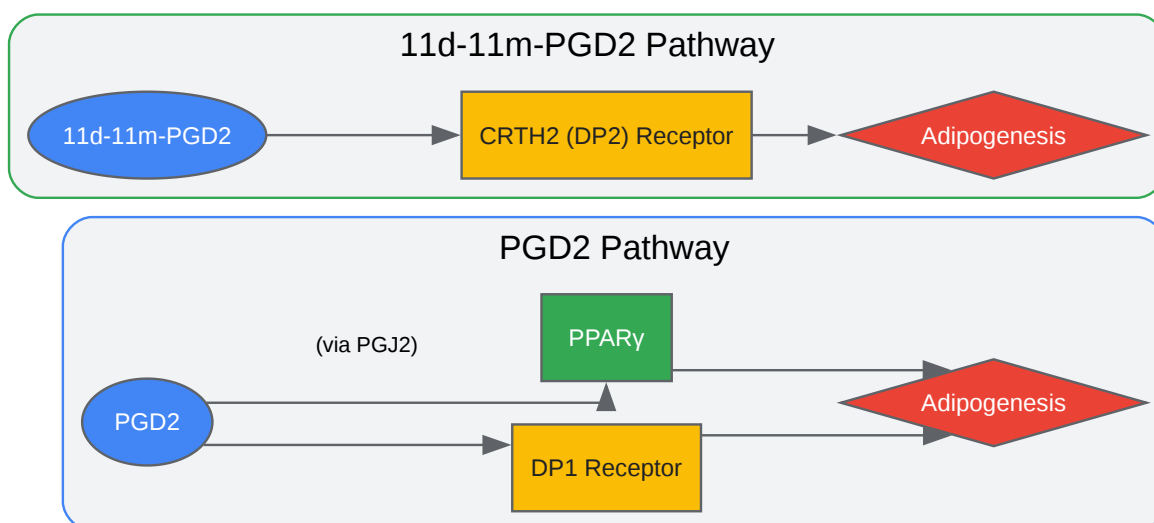 11d-11m-PGD2 Pathway
11d-11m-PGD2
CRTH2 (DP2) Receptor
Adipogenesis
PGD2 Pathway
(via PGJ2)
PPARγ
PGD2
Adipogenesis
DP1 Receptor